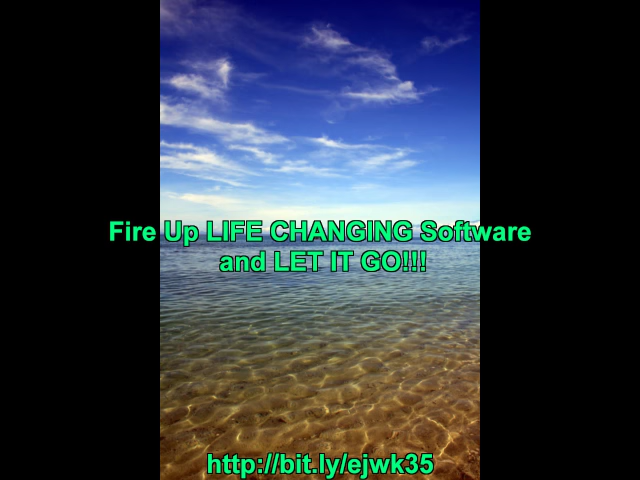 Fire Up LIFE CHANGING Software
and LET IT GO!!!
http://bit.ly/ejwk35